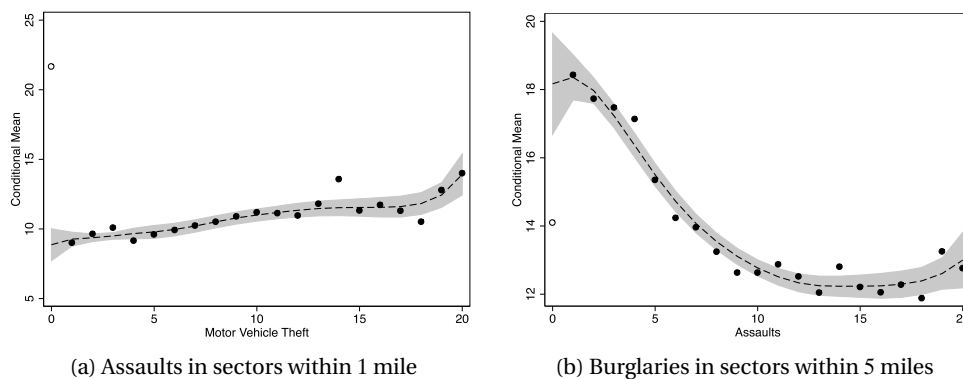 25
20
15
10
5
Conditional Mean
0 5 10 15 20
Motor Vehicle Theft
(a) Assaults in sectors within 1 mile
20
18
16
14
12
Conditional Mean
0 5 10 15 20
Assaults
(b) Burglaries in sectors within 5 miles